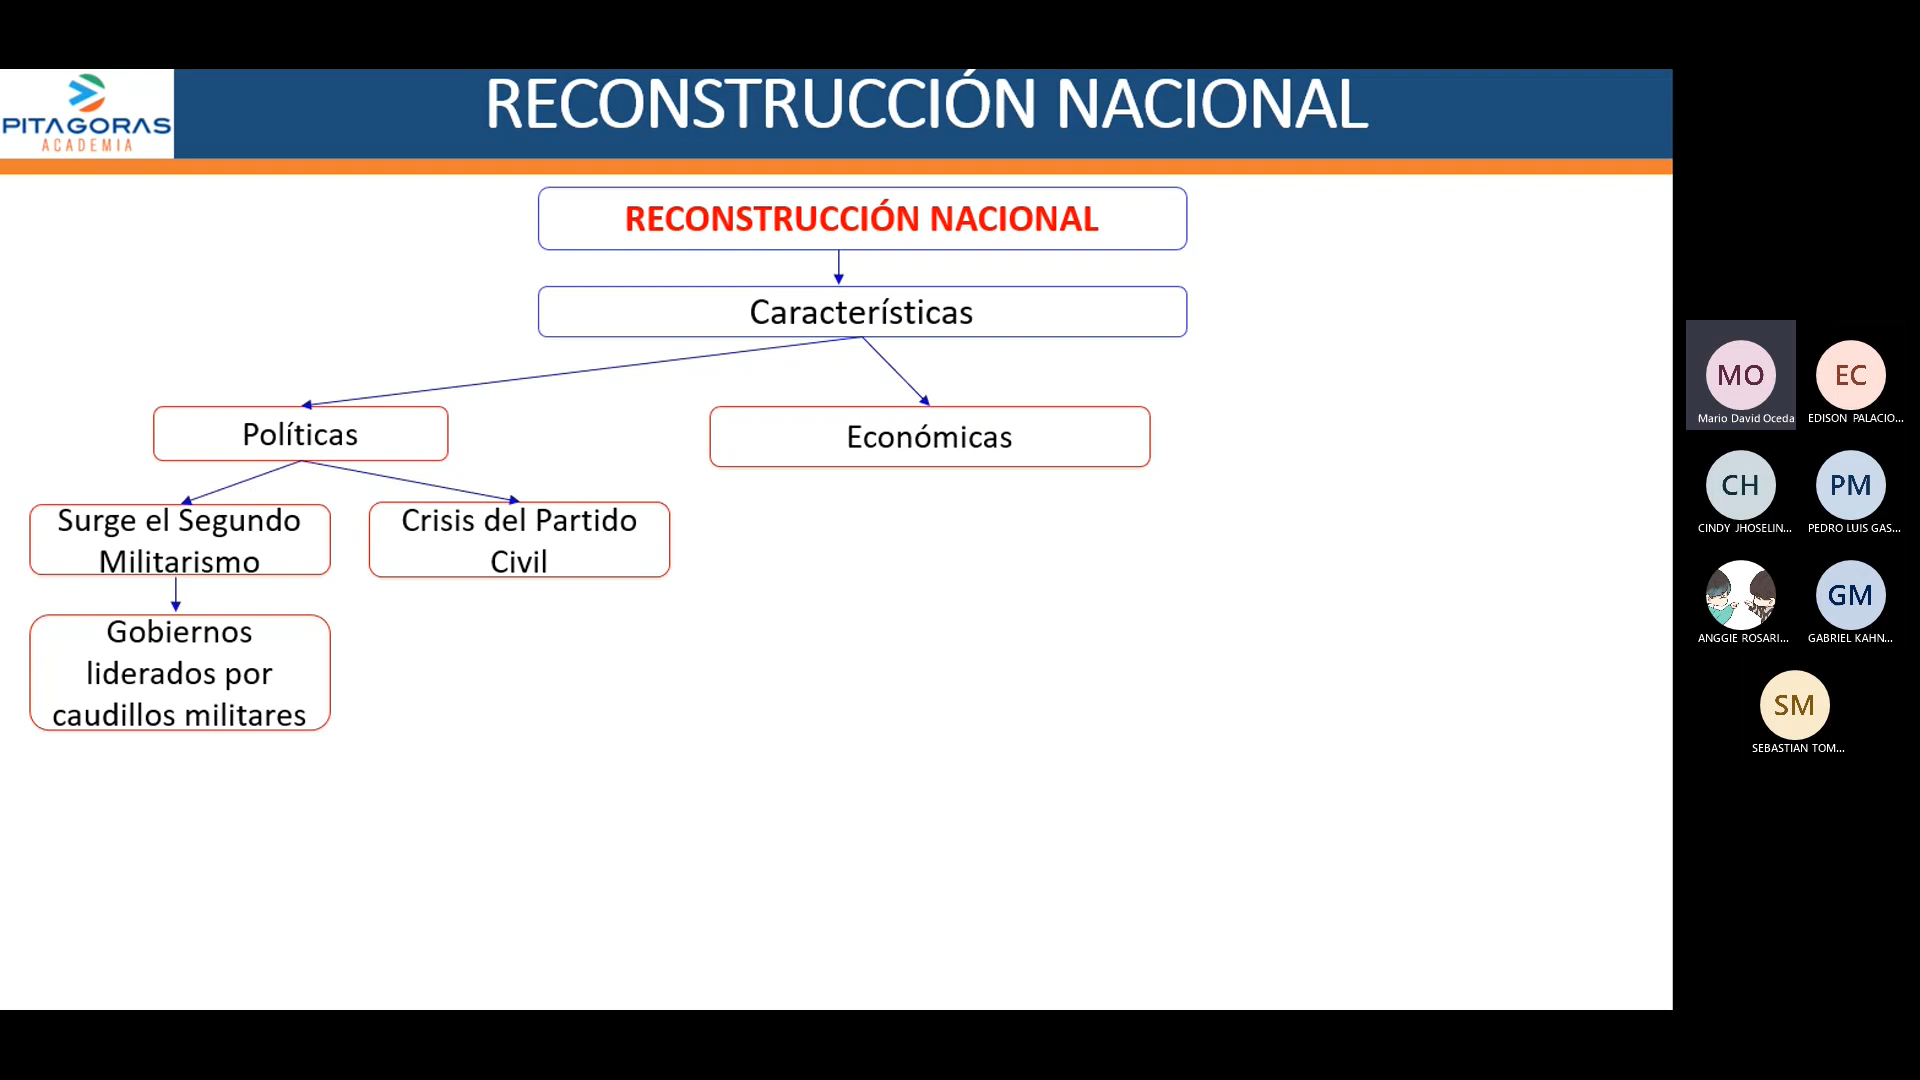 PITAGORAS
ACADEMIA
RECONSTRUCCIÓN NACIONAL
RECONSTRUCCIÓN NACIONAL
Características
Políticas
Económicas
Surge el Segundo
Militarismo
Crisis del Partido
Civil
Gobiernos
liderados por
caudillos militares
MO
Mario David Oceda
EC
EDISON PALACIO...
CH
CINDY JHOSELIN...
PM
PEDRO LUIS GAS...
ANGGIE ROSARI...
GM
GABRIEL KAHN...
SM
SEBASTIAN TOM...